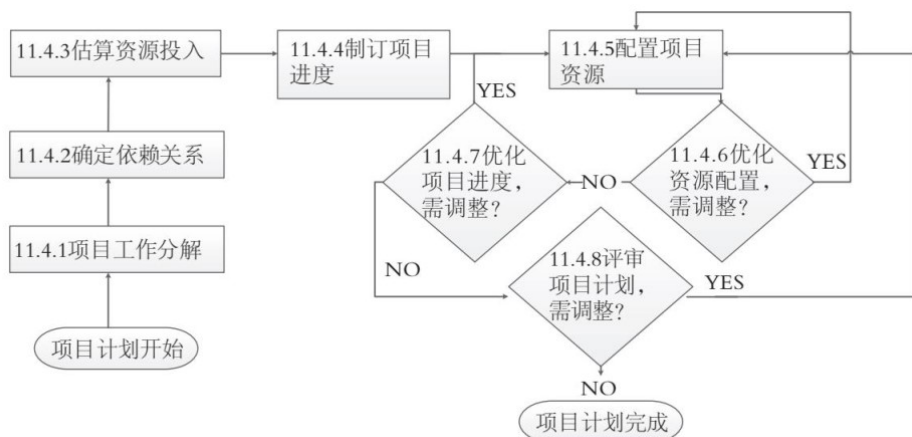 11.4.3估算资源投入
11.4.4制订项目
进度
11.4.5配置项目
资源
YES
11.4.2确定依赖关系
11.4.7优化
项目进度，
需调整？
NO
11.4.6优化
资源配置，
需调整？
YES
11.4.1项目工作分解
NO
11.4.8评审
项目计划，
需调整？
YES
项目计划开始
NO
项目计划完成